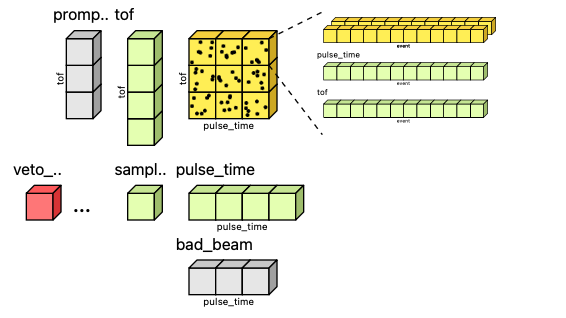 promp.. tof
tof
tof
tof
pulse_time
event
pulse_time
event
tof
event
veto_.. ... sampl.. pulse_time
pulse_time
bad_beam
pulse_time